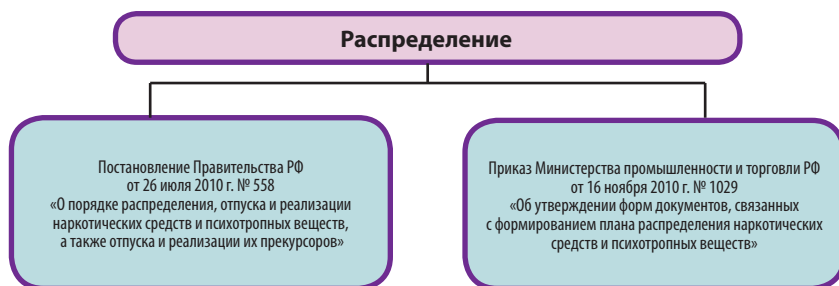 Распределение
Постановление Правительства РФ
от 26 июля 2010 г. № 558
«О порядке распределения, отпуска и реализации
наркотических средств и психотропных веществ,
а также отпуска и реализации их прекурсоров»
Приказ Министерства промышленности и торговли РФ
от 16 ноября 2010 г. № 1029
«Об утверждении форм документов, связанных
с формированием плана распределения наркотических
средств и психотропных веществ»